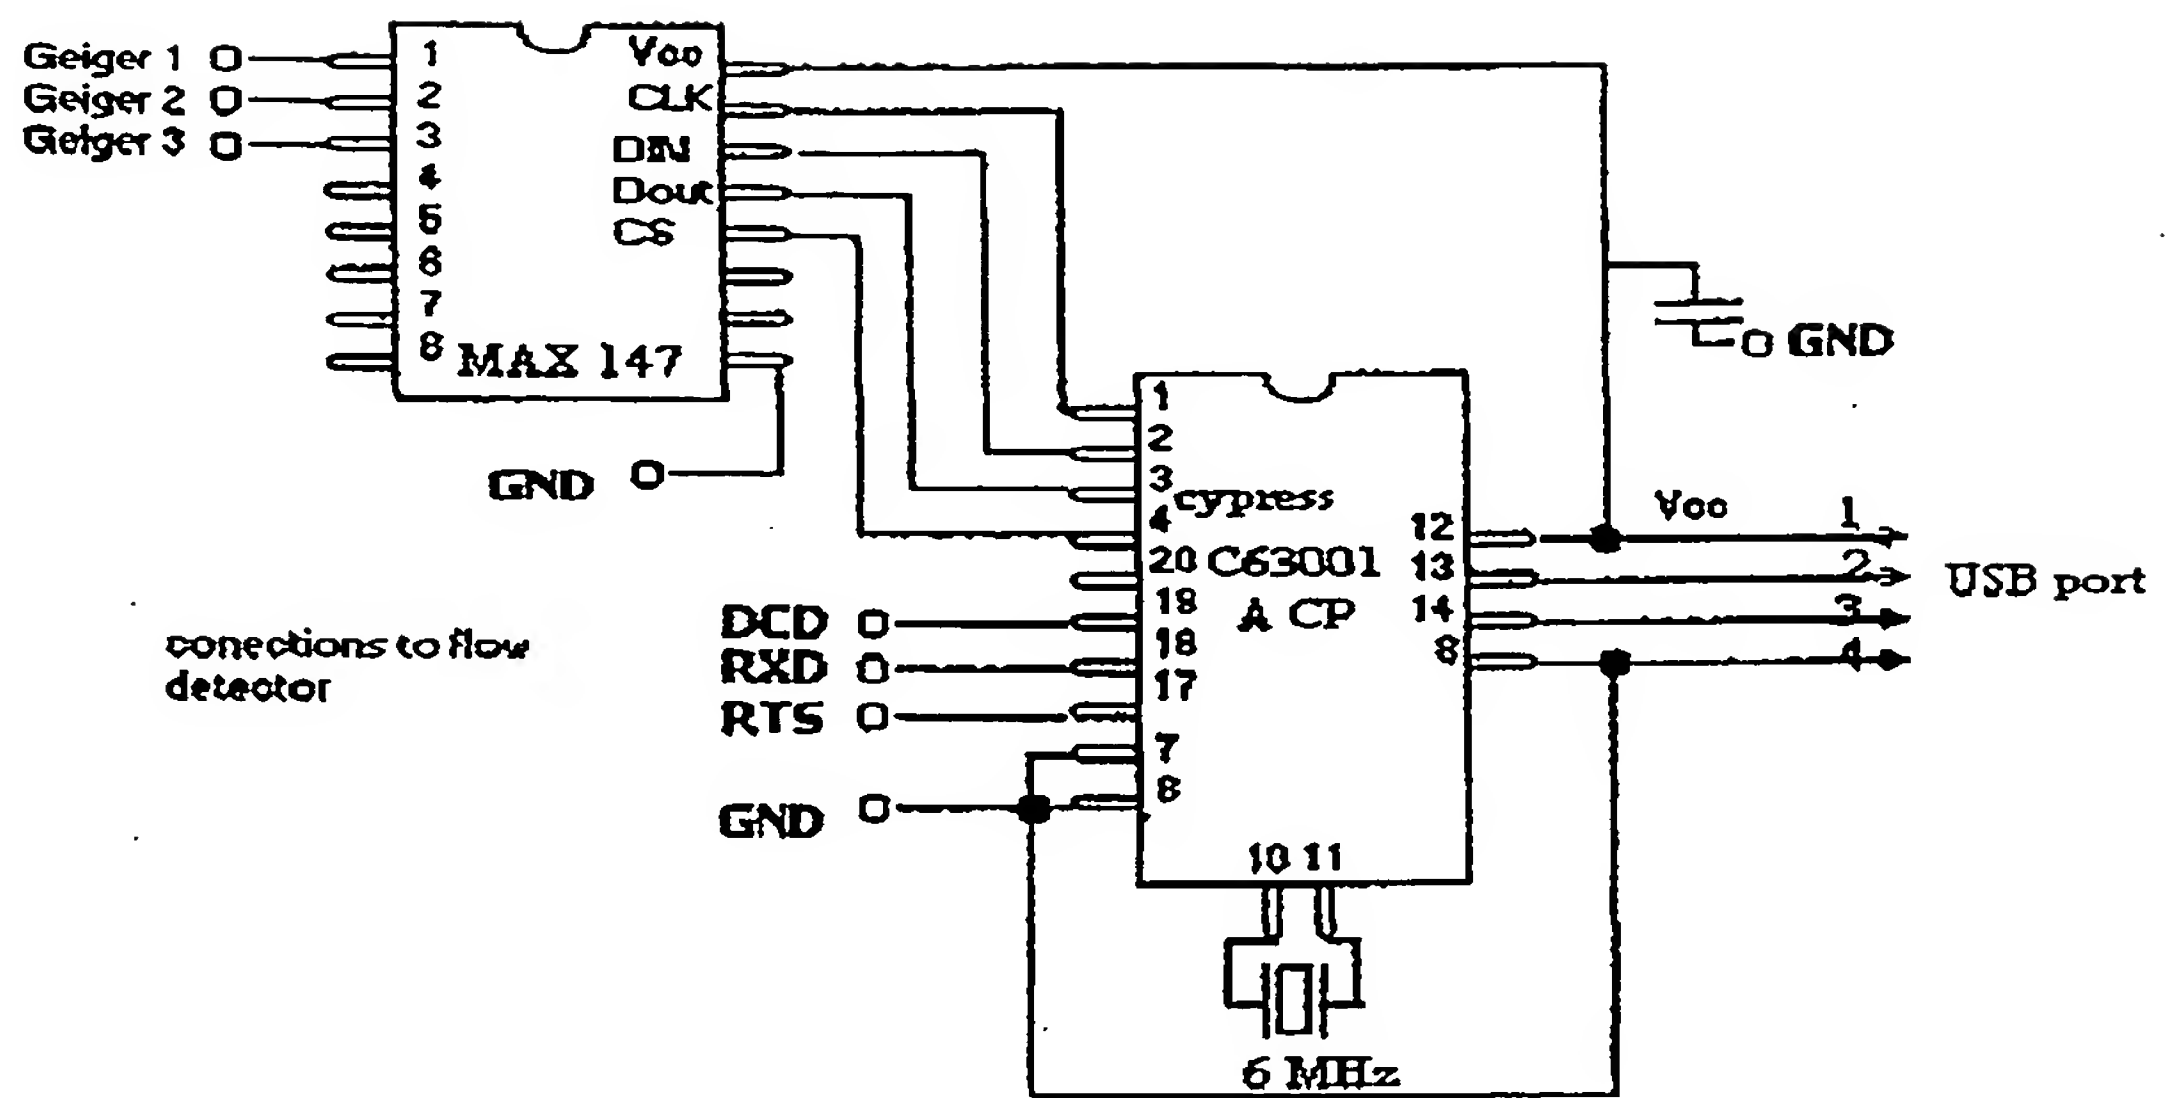 Geiger 1
Geiger 2
Geiger 3
1
2
3
4
5
6
7
8
Voo
CLK
DIN
Dout
CS
MAX 147
GND
GND
1
2
3
4
20
18
18
17
7
8
cypress
C63001
A CP
12
13
14
8
10 11
6 MHz
Voo
1
2
3
4
USB port
DCD
RXD
RTS
GND
conections to flow
detector